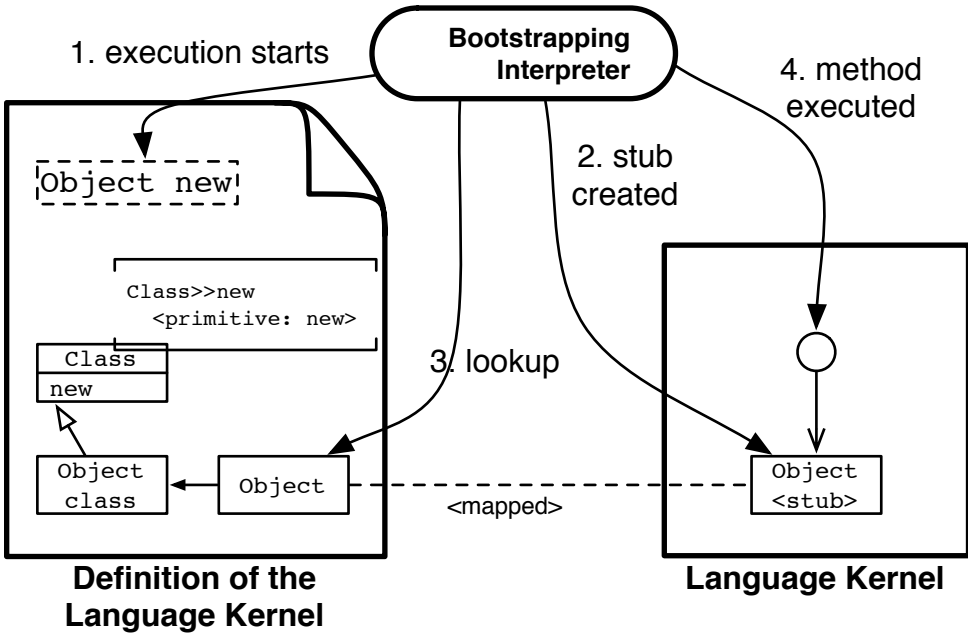 Bootstrapping
Interpreter
1. execution starts
4. method
executed
2. stub
created
Object new
Class>>new
<primitive: new>
3. lookup
Class
new
Object
class
Object
<mapped>
Object
<stub>
Definition of the
Language Kernel
Language Kernel